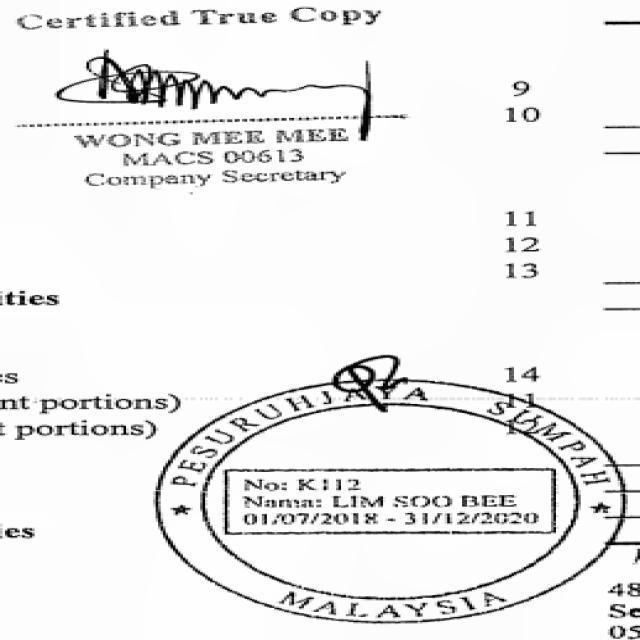 Certified True Copy
9
10
WONG MEE MEE
MACS 00613
Company Secretary
11
12
13
ities
es
14
nt portions)
11
t portions)
PESURUHJAYA SUMPAH
No: K112
Nama: LIM SOO BEE
01/07/2018 - 31/12/2020
ies
MALAYSIA
48
Se
05